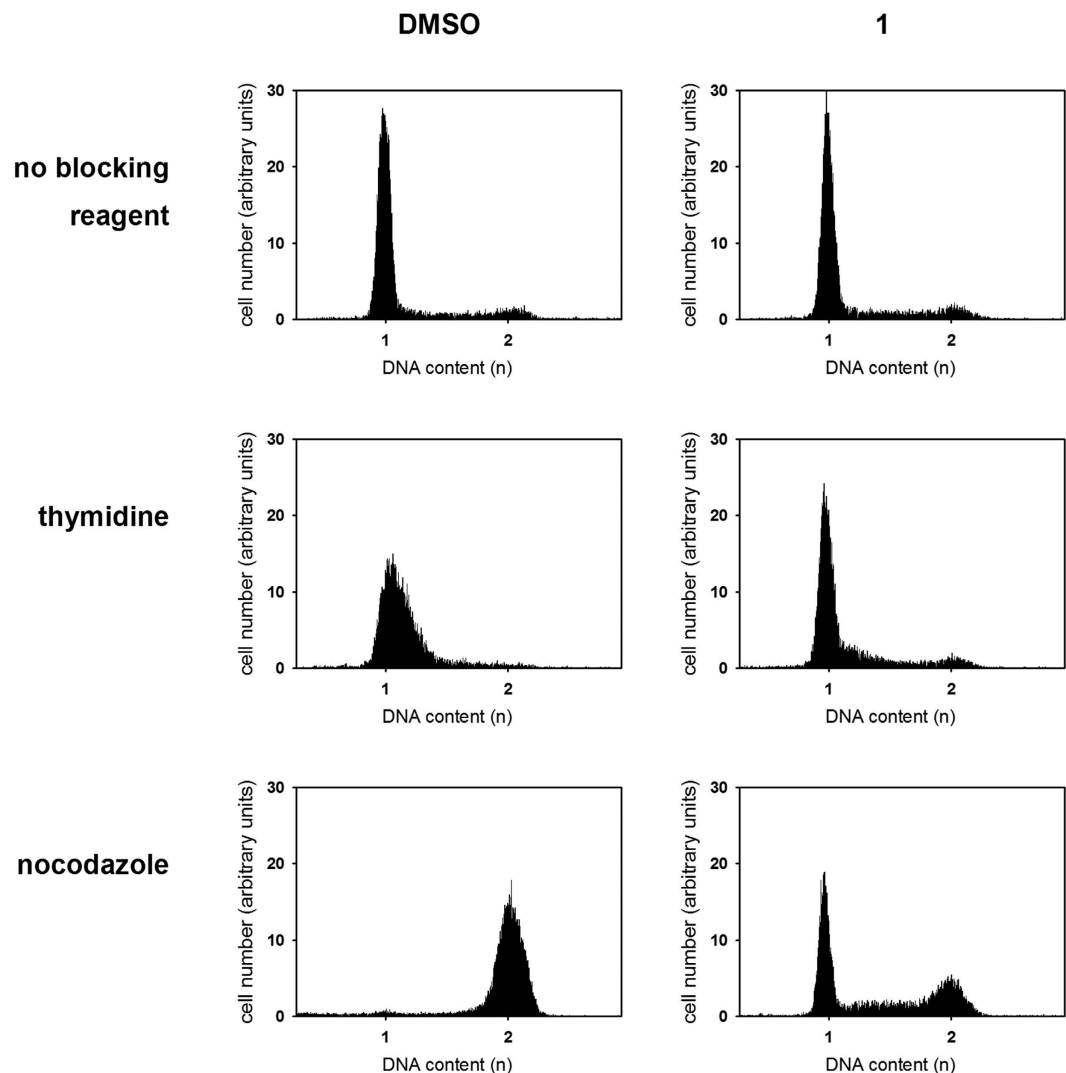 DMSO
1
no blocking
reagent
cell number (arbitrary units)
30
20
10
0
1
2
DNA content (n)
cell number (arbitrary units)
30
20
10
0
1
2
DNA content (n)
thymidine
cell number (arbitrary units)
30
20
10
0
1
2
DNA content (n)
cell number (arbitrary units)
30
20
10
0
1
2
DNA content (n)
nocodazole
cell number (arbitrary units)
30
20
10
0
1
2
DNA content (n)
cell number (arbitrary units)
30
20
10
0
1
2
DNA content (n)